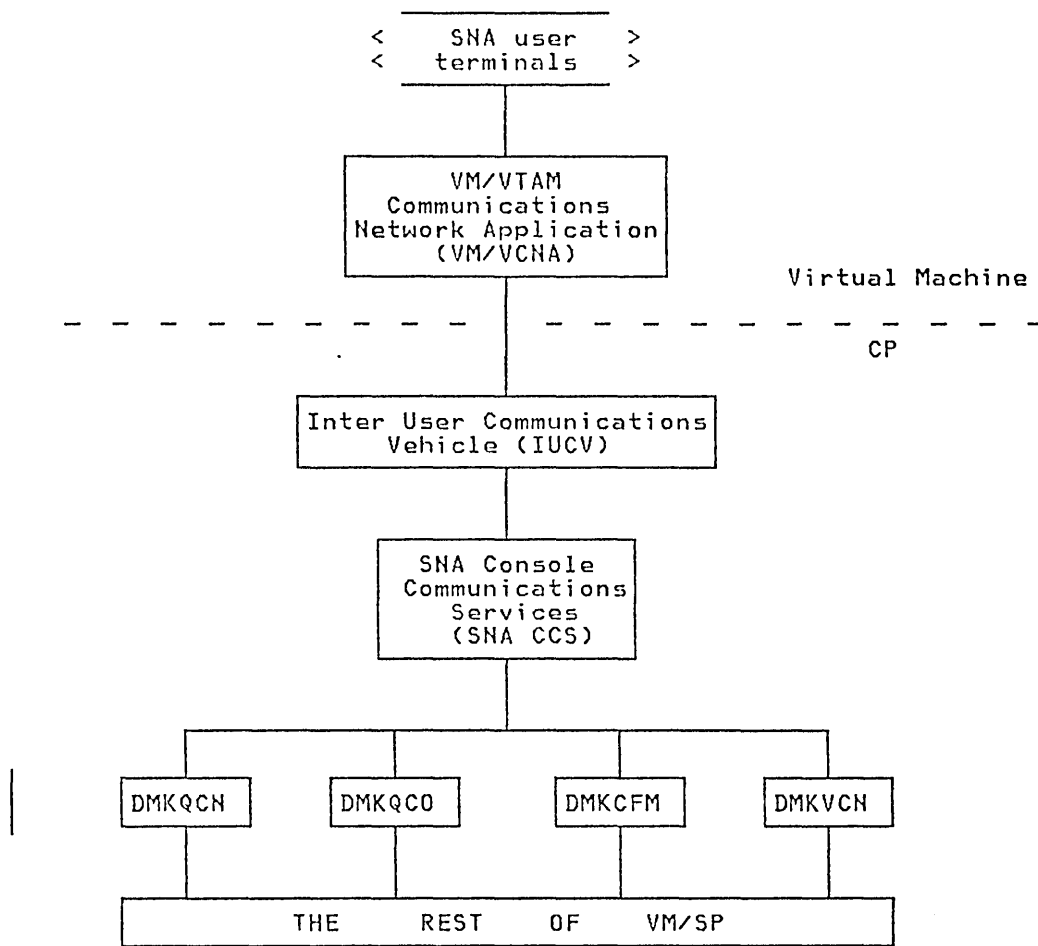 < SNA user >
< terminals >
VM/VTAM
Communications
Network Application
(VM/VCNA)
Virtual Machine
CP
Inter User Communications
Vehicle (IUCV)
SNA Console
Communications
Services
(SNA CCS)
DMKQCN DMKQCO DMKCFM DMKVCN
THE REST OF VM/SP